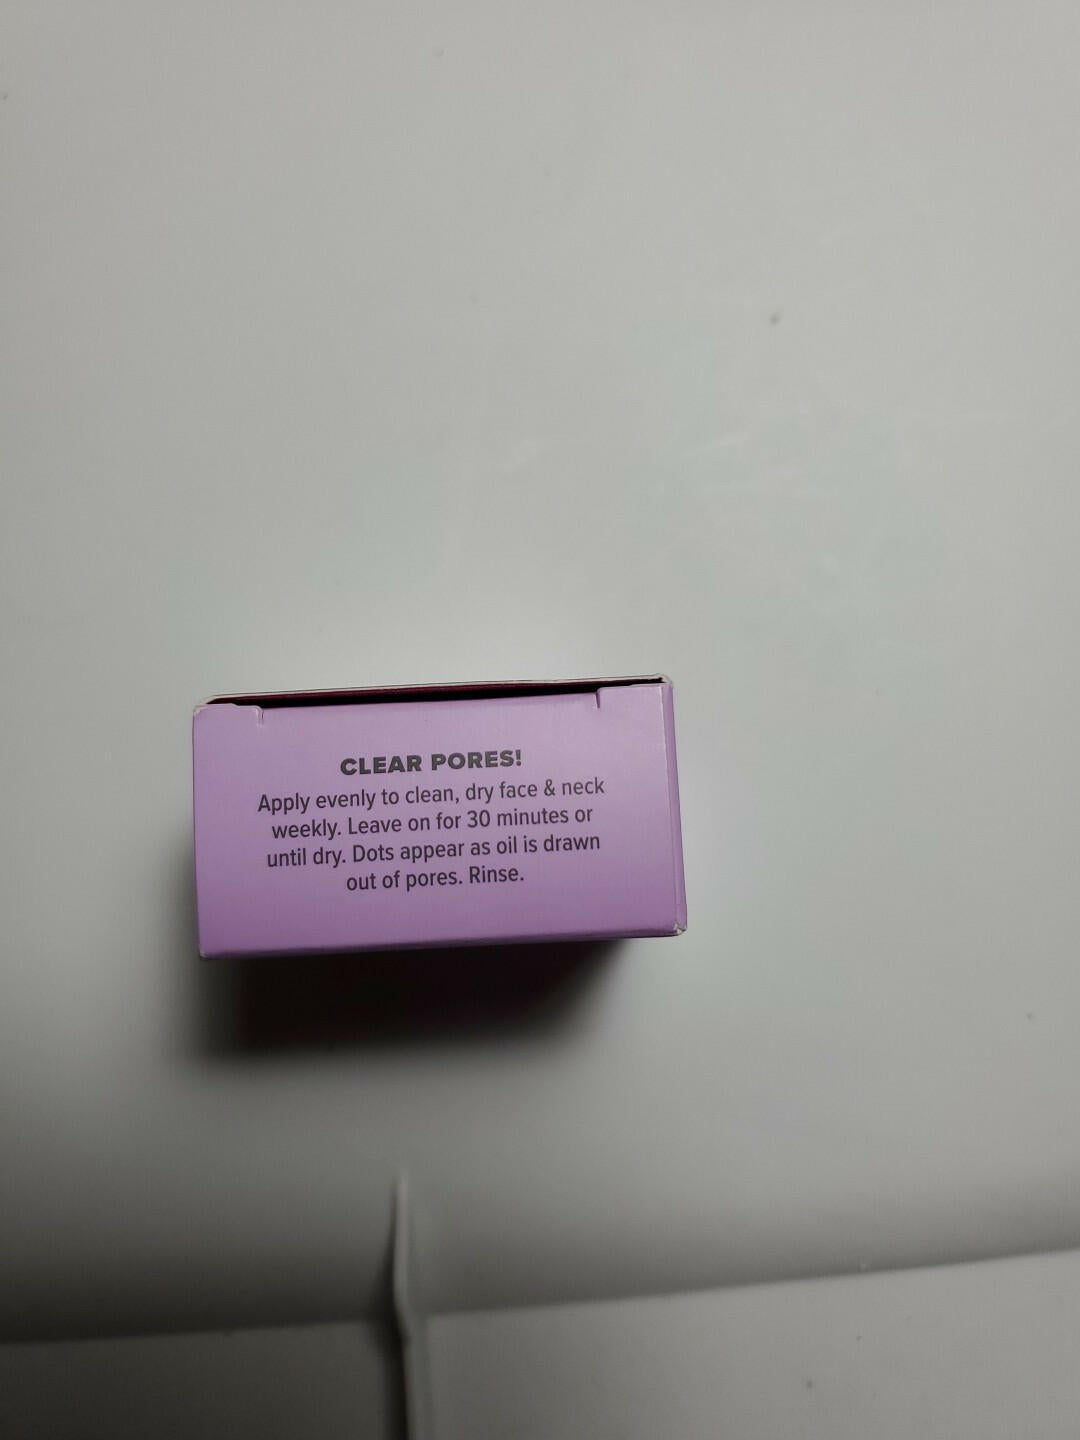 CLEAR PORES!
Apply evenly to clean, dry face & neck
weekly. Leave on for 30 minutes or
until dry. Dots appear as oil is drawn
out of pores. Rinse.